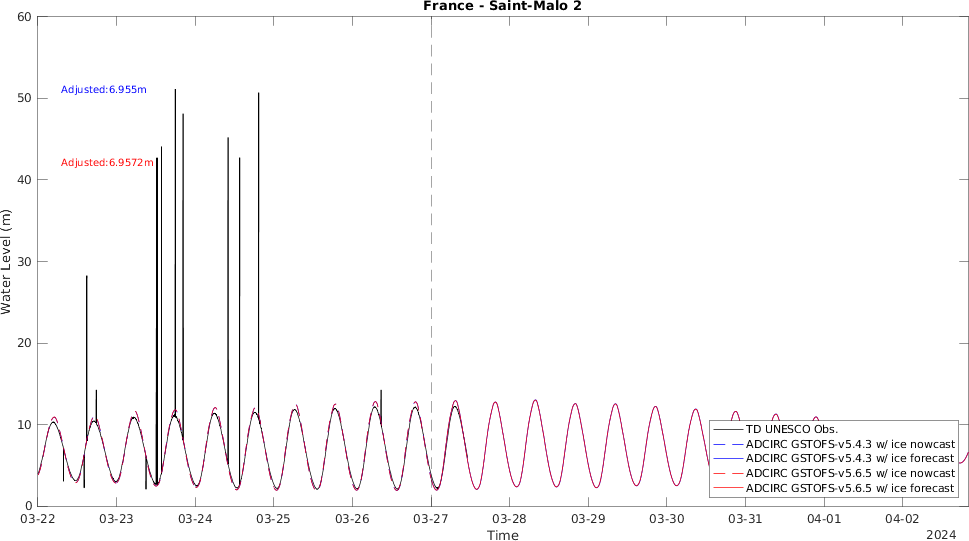 France - Saint-Malo 2
60
50
40
30
20
10
0
Water Level (m)
Adjusted:6.955m
Adjusted:6.9572m
TD UNESCO Obs.
ADCIRC GSTOFS-v5.4.3 w/ ice nowcast
ADCIRC GSTOFS-v5.4.3 w/ ice forecast
ADCIRC GSTOFS-v5.6.5 w/ ice nowcast
ADCIRC GSTOFS-v5.6.5 w/ ice forecast
03-22 03-23 03-24 03-25 03-26 03-27 03-28 03-29 03-30 03-31 04-01 04-02
Time
2024